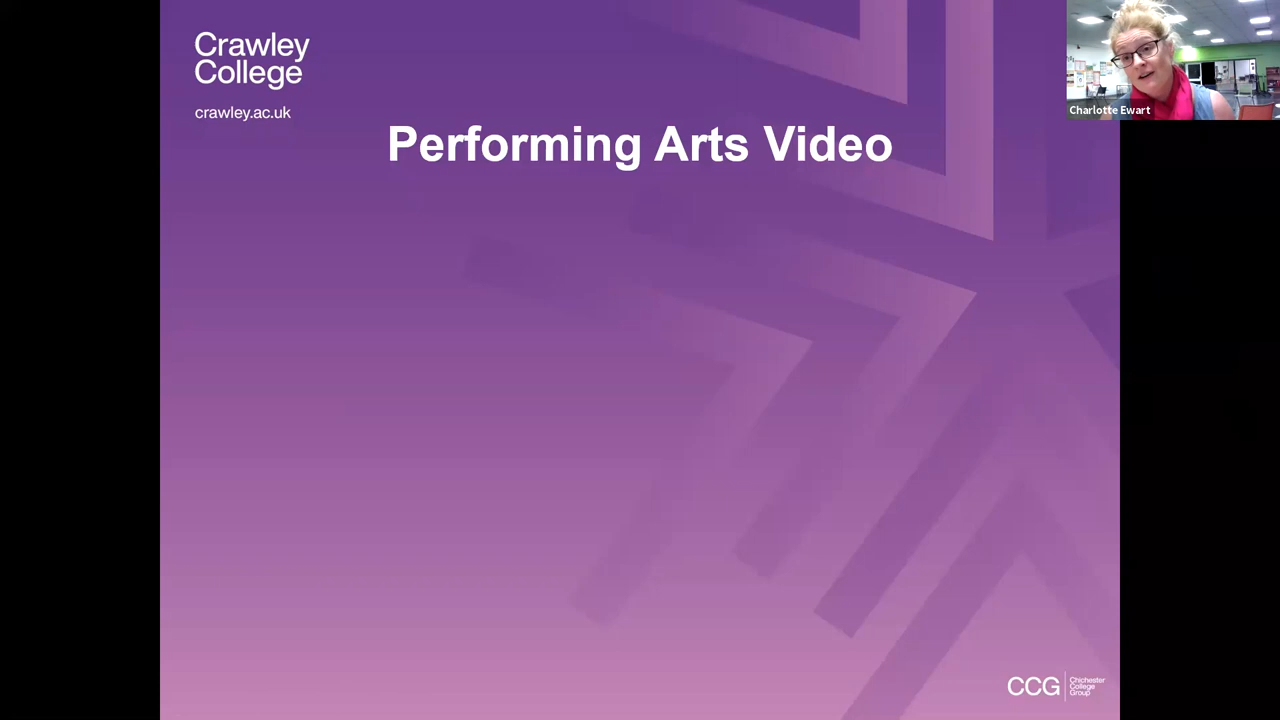 Crawley
College
crawley.ac.uk
Performing Arts Video
Charlotte Ewart
CCG
Chichester
College
Group